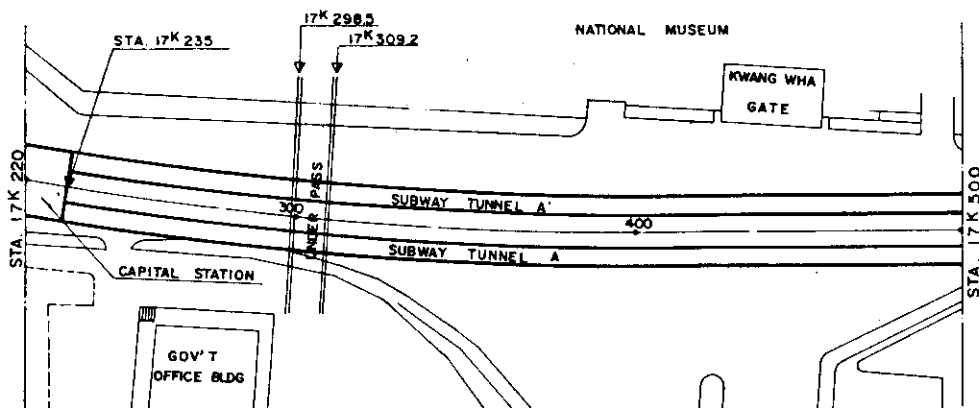 17K 298.5
NATIONAL MUSEUM
STA. 17K 235
17K 309.2
KWANG WHA
GATE
STA. 17K 220
UNDER PASS
300
SUBWAY TUNNEL A'
400
SUBWAY TUNNEL A
STA. 17K 500
CAPITAL STATION
GOV'T
OFFICE BLDG